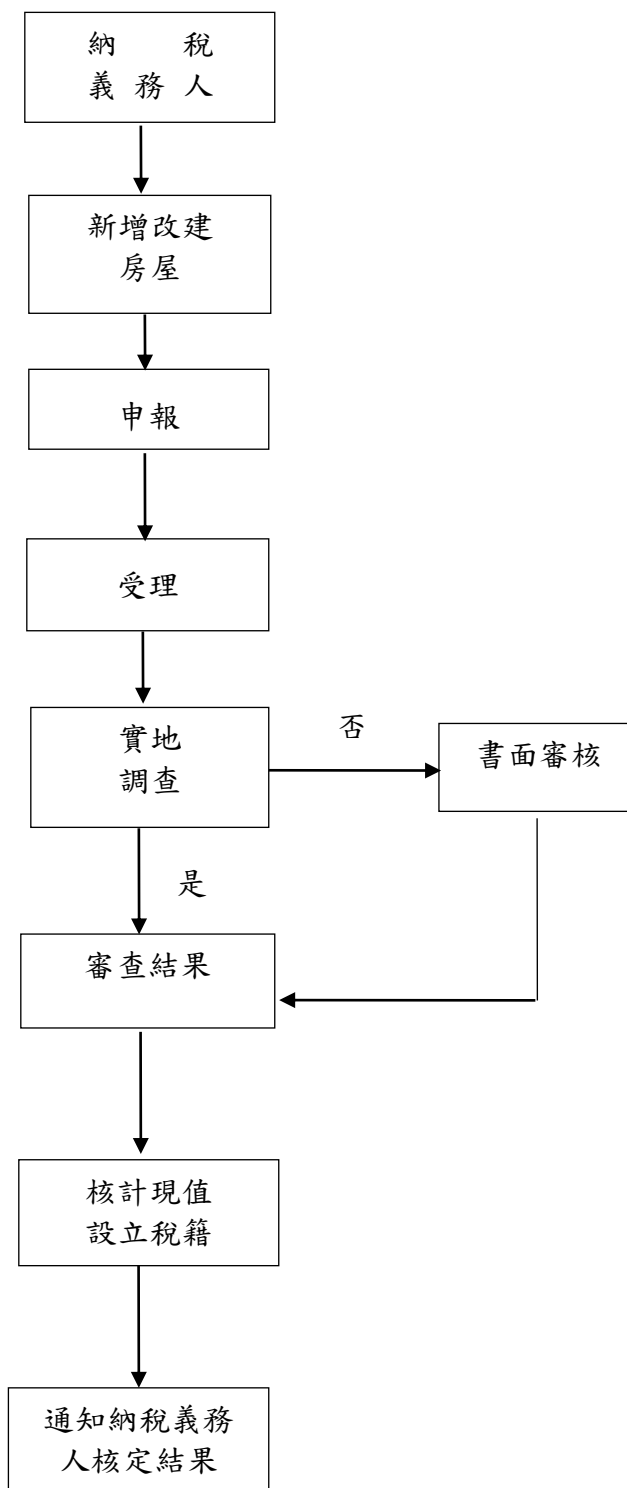 納 稅
義 務 人
新增改建
房屋
申報
受理
實地
調查
否
書面審核
是
審查結果
核計現值
設立稅籍
通知納稅義務
人核定結果